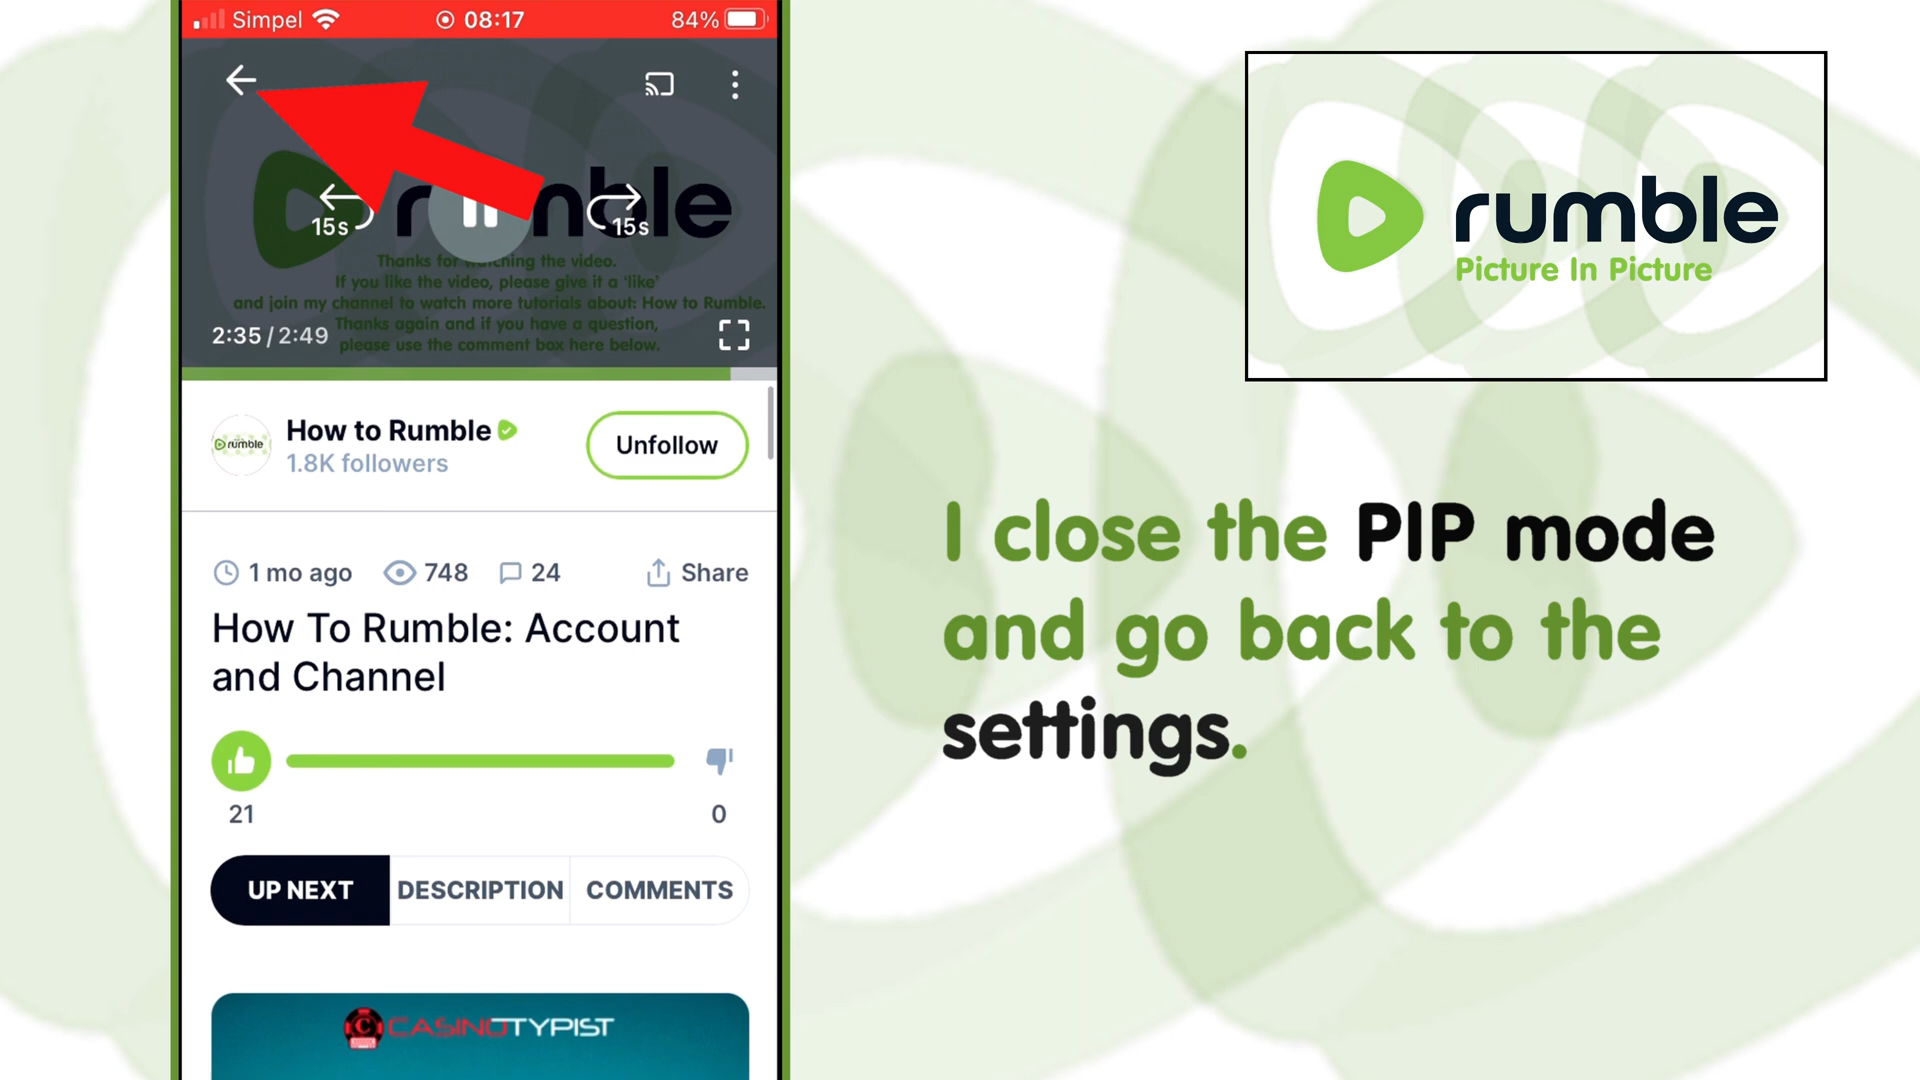 Simpel 08:17 84%
rumble
15s 15s
Thanks for watching the video.
If you like the video, please give it a 'like'
and join my channel to watch more tutorials about: How to Rumble.
Thanks again and if you have a question,
please use the comment box here below.
2:35 / 2:49
rumble
How to Rumble
1.8K followers
Unfollow
1 mo ago 748 24 Share
How To Rumble: Account
and Channel
21 0
UP NEXT DESCRIPTION COMMENTS
C CASINOTYPIST
rumble
Picture In Picture
I close the PIP mode
and go back to the
settings.